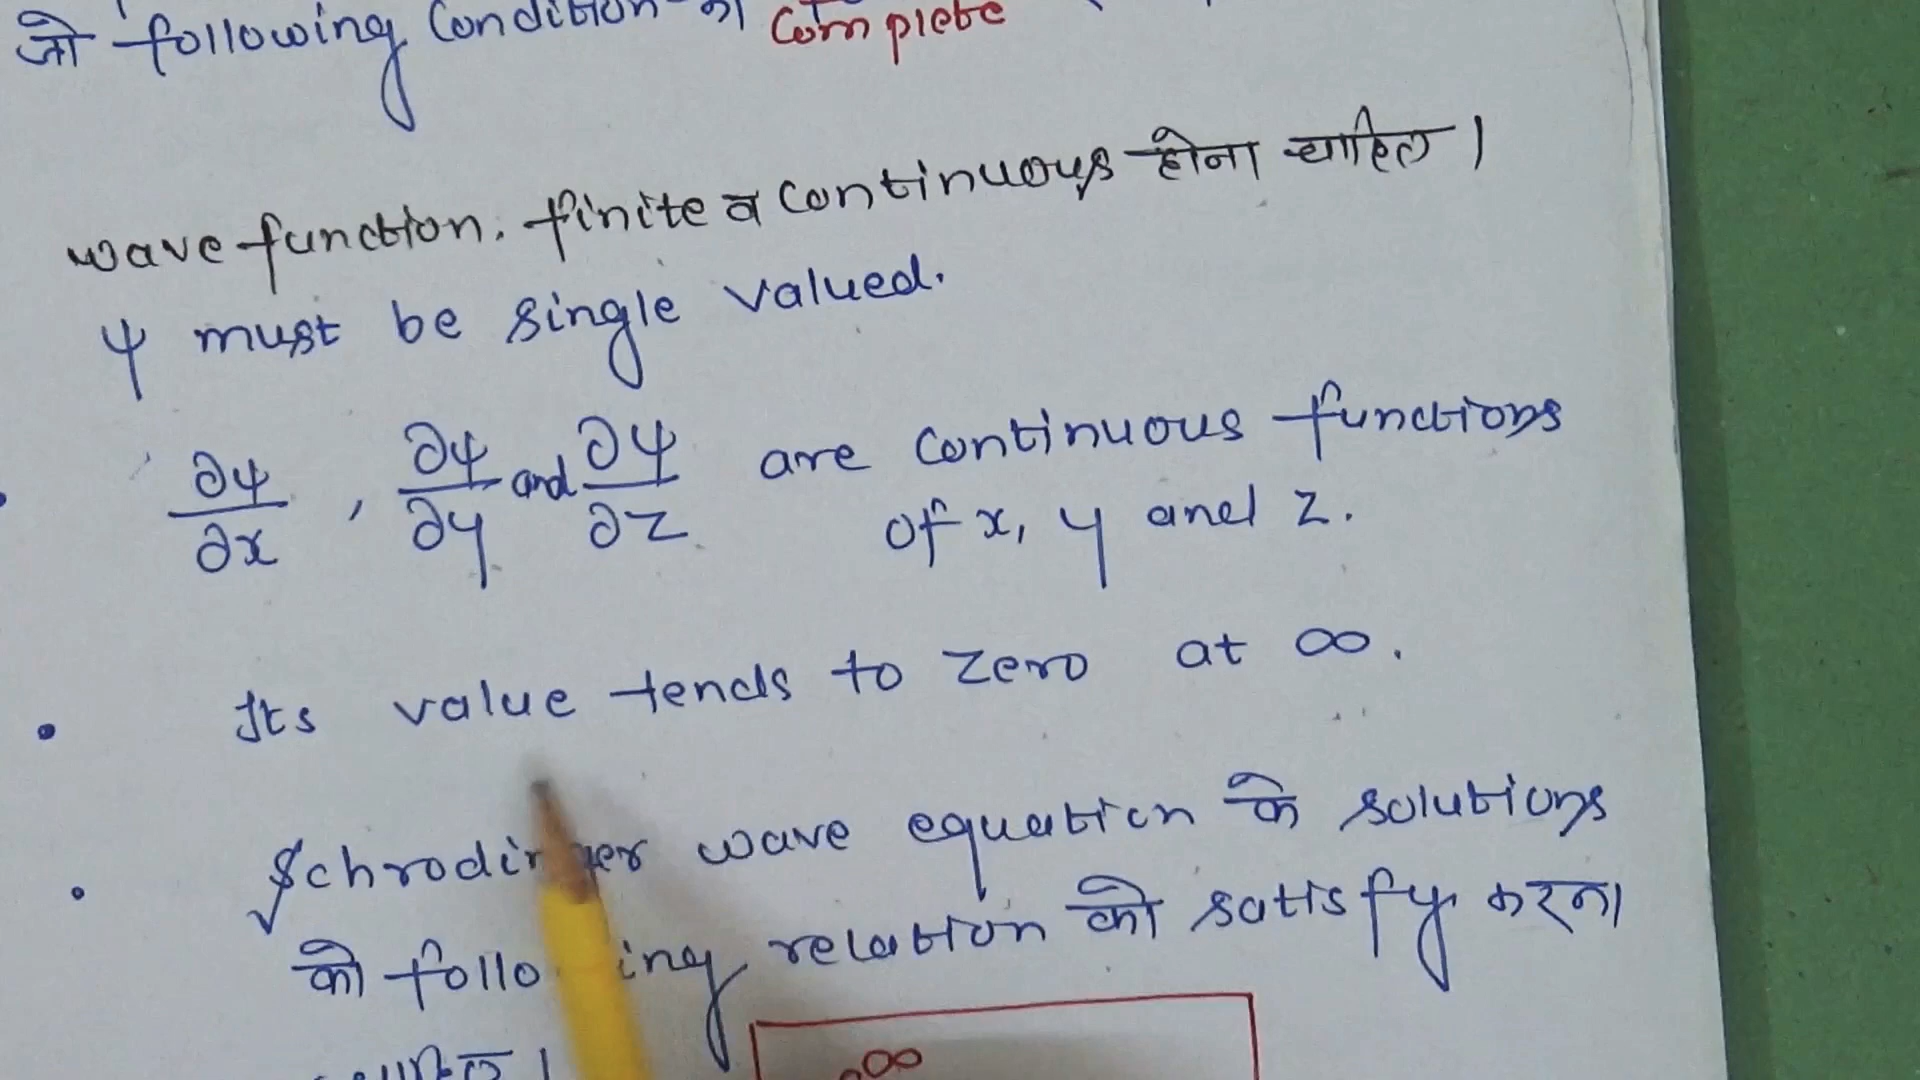 जो following Condition को Complete
wave function. finite व continuous होना चाहिए।
ψ must be single valued.
∂ψ/∂x , ∂ψ/∂y and ∂ψ/∂z are continuous functions
of x, y and z.
• Its value tends to zero at ∞.
• Schrodinger wave equation के solutions
को following relation को satisfy करना
चाहिए।
∞